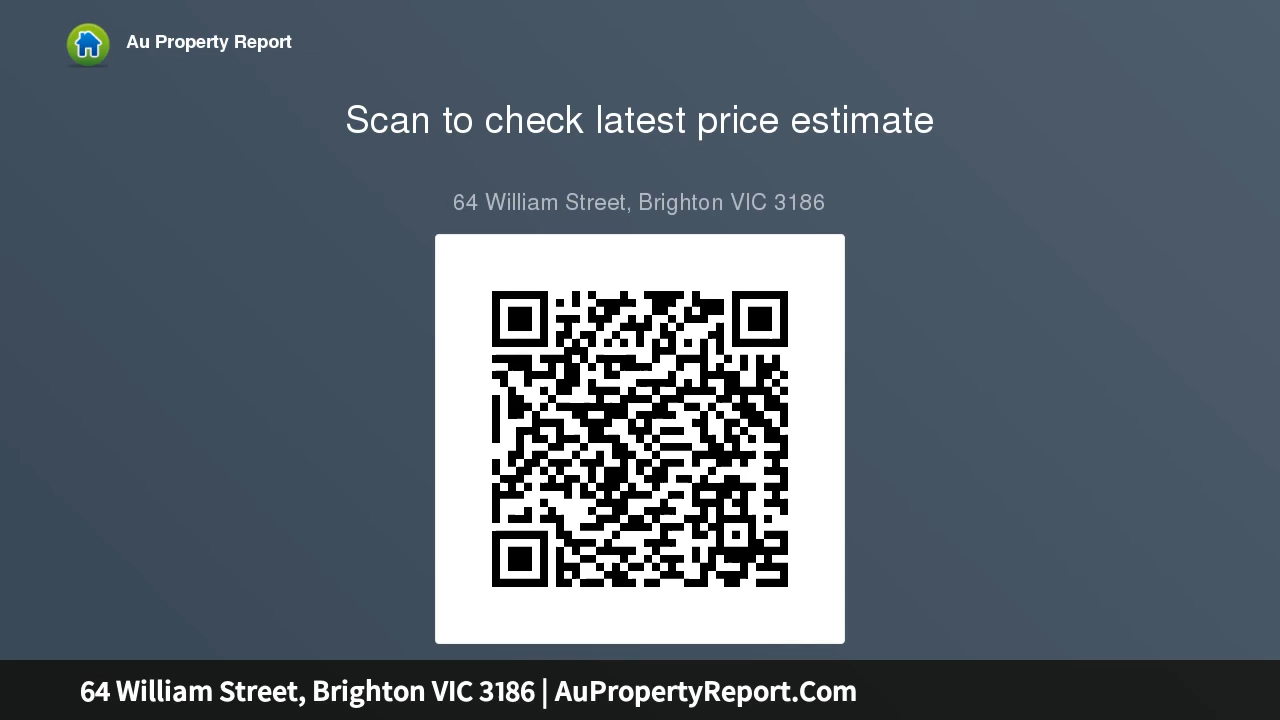 Au Property Report
Scan to check latest price estimate
64 William Street, Brighton VIC 3186
64 William Street, Brighton VIC 3186 | AuPropertyReport.Com